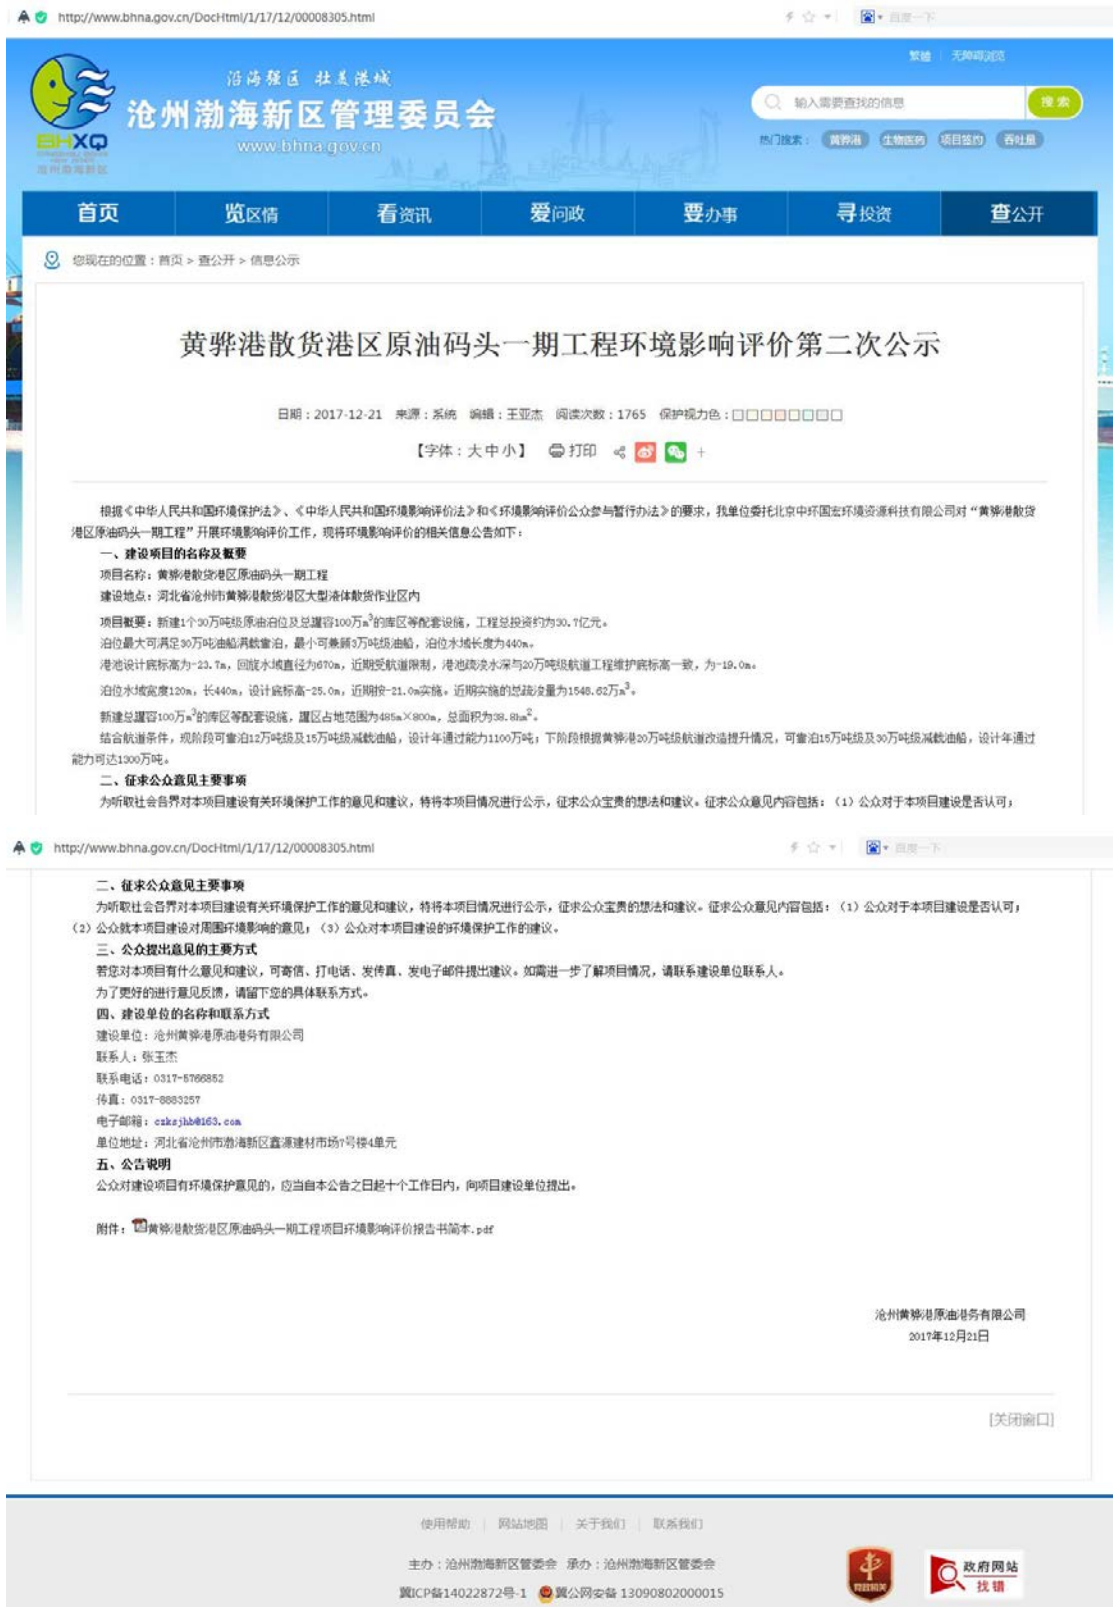 http://www.bhna.gov.cn/DocHtml/1/17/12/00008305.html
百度一下
繁體 | 无障碍浏览
沿海强区 壮美港城
沧州渤海新区管理委员会
www.bhna.gov.cn
BHXQ
沧州渤海新区
输入需要查找的信息
搜索
热门搜索： 黄骅港 生物医药 项目签约 吞吐量
首页 览区情 看资讯 爱问政 要办事 寻投资 查公开
您现在的位置：首页 > 查公开 > 信息公示
黄骅港散货港区原油码头一期工程环境影响评价第二次公示
日期：2017-12-21 来源：系统 编辑：王亚杰 阅读次数：1765 保护视力色：
【字体：大 中 小】 打印 +
根据《中华人民共和国环境保护法》、《中华人民共和国环境影响评价法》和《环境影响评价公众参与暂行办法》的要求，我单位委托北京中环国宏环境资源科技有限公司对“黄骅港散货
港区原油码头一期工程”开展环境影响评价工作，现将环境影响评价的相关信息公告如下：
一、建设项目的名称及概要
项目名称：黄骅港散货港区原油码头一期工程
建设地点：河北省沧州市黄骅港散货港区大型液体散货作业区内
项目概要：新建1个30万吨级原油泊位及总罐容100万m³的库区等配套设施，工程总投资约为30.7亿元。
泊位最大可满足30万吨油船满载靠泊，最小可兼顾3万吨级油船，泊位水域长度为440m。
港池设计底标高为-23.7m，回旋水域直径为670m，近期受航道限制，港池疏浚水深与20万吨级航道工程维护底标高一致，为-19.0m。
泊位水域宽度120m，长440m，设计底标高-25.0m，近期按-21.0m实施。近期实施的总疏浚量为1548.62万m³。
新建总罐容100万m³的库区等配套设施，罐区占地范围为485m×800m，总面积为38.8hm²。
结合航道条件，现阶段可靠泊12万吨级及15万吨级减载油船，设计年通过能力1100万吨；下阶段根据黄骅港20万吨级航道改造提升情况，可靠泊15万吨级及30万吨级减载油船，设计年通过
能力可达1300万吨。
二、征求公众意见主要事项
为听取社会各界对本项目建设有关环境保护工作的意见和建议，特将本项目情况进行公示，征求公众宝贵的想法和建议。征求公众意见内容包括：（1）公众对于本项目建设是否认可；
http://www.bhna.gov.cn/DocHtml/1/17/12/00008305.html
百度一下
二、征求公众意见主要事项
为听取社会各界对本项目建设有关环境保护工作的意见和建议，特将本项目情况进行公示，征求公众宝贵的想法和建议。征求公众意见内容包括：（1）公众对于本项目建设是否认可；
（2）公众就本项目建设对周围环境影响的意见；（3）公众对本项目建设的环境保护工作的建议。
三、公众提出意见的主要方式
若您对本项目有什么意见和建议，可寄信、打电话、发传真、发电子邮件提出建议。如需进一步了解项目情况，请联系建设单位联系人。
为了更好的进行意见反馈，请留下您的具体联系方式。
四、建设单位的名称和联系方式
建设单位：沧州黄骅港原油港务有限公司
联系人：张玉杰
联系电话：0317-5766852
传真：0317-8883257
电子邮箱：czksjhb@163.com
单位地址：河北省沧州市渤海新区鑫源建材市场7号楼4单元
五、公告说明
公众对建设项目有环境保护意见的，应当自本公告之日起十个工作日内，向项目建设单位提出。
附件：黄骅港散货港区原油码头一期工程项目环境影响评价报告书简本.pdf
沧州黄骅港原油港务有限公司
2017年12月21日
[关闭窗口]
使用帮助 | 网站地图 | 关于我们 | 联系我们
主办：沧州渤海新区管委会 承办：沧州渤海新区管委会
冀ICP备14022872号-1 冀公网安备 13090802000015
党政机关
政府网站
找错